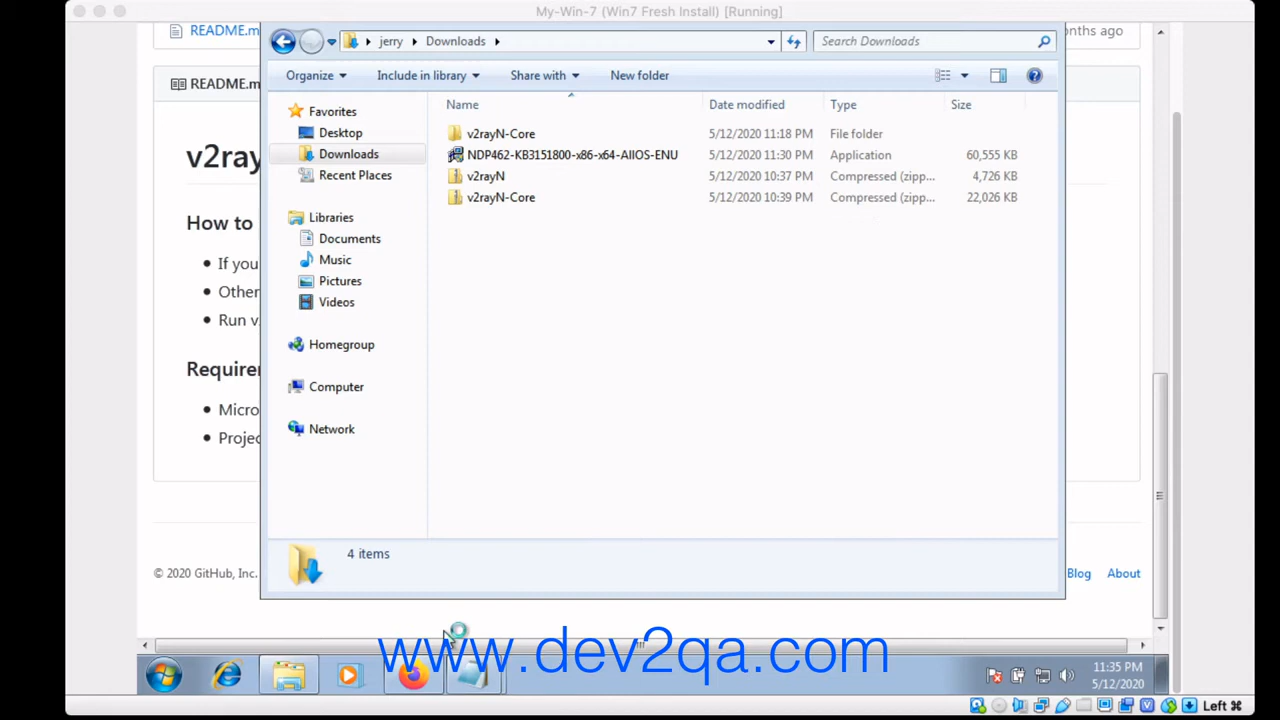 My-Win-7 (Win7 Fresh Install) [Running]
README.m
onths ago
jerry Downloads
Search Downloads
Organize Include in library Share with New folder
README.m
v2ray
How to
If you
Other
Run v
Require
Micro
Projec
Favorites
Desktop
Downloads
Recent Places
Libraries
Documents
Music
Pictures
Videos
Homegroup
Computer
Network
Name Date modified Type Size
v2rayN-Core 5/12/2020 11:18 PM File folder
NDP462-KB3151800-x86-x64-AllOS-ENU 5/12/2020 11:30 PM Application 60,555 KB
v2rayN 5/12/2020 10:37 PM Compressed (zipp... 4,726 KB
v2rayN-Core 5/12/2020 10:39 PM Compressed (zipp... 22,026 KB
4 items
© 2020 GitHub, Inc.
Blog About
www.dev2qa.com
11:35 PM
5/12/2020
Left ⌘